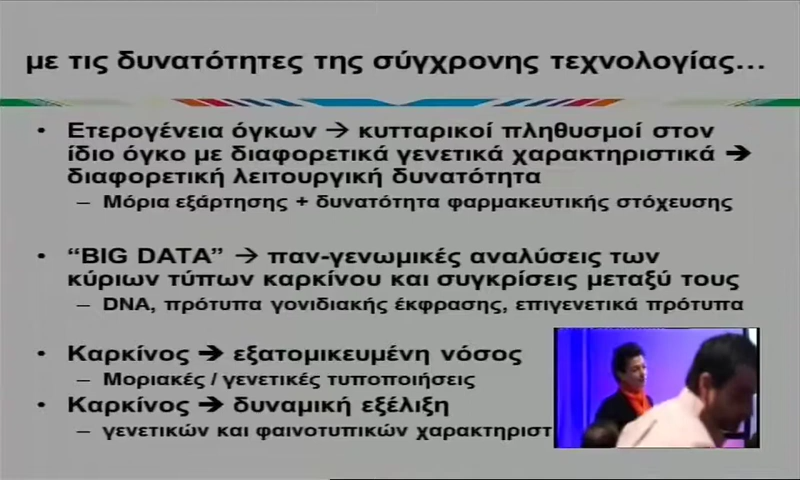 με τις δυνατότητες της σύγχρονης τεχνολογίας...
• Ετερογένεια όγκων → κυτταρικοί πληθυσμοί στον
ίδιο όγκο με διαφορετικά γενετικά χαρακτηριστικά →
διαφορετική λειτουργική δυνατότητα
– Μόρια εξάρτησης + δυνατότητα φαρμακευτικής στόχευσης
• “BIG DATA” → παν-γενωμικές αναλύσεις των
κύριων τύπων καρκίνου και συγκρίσεις μεταξύ τους
– DNA, πρότυπα γονιδιακής έκφρασης, επιγενετικά πρότυπα
• Καρκίνος → εξατομικευμένη νόσος
– Μοριακές / γενετικές τυποποιήσεις
• Καρκίνος → δυναμική εξέλιξη
– γενετικών και φαινοτυπικών χαρακτηριστ